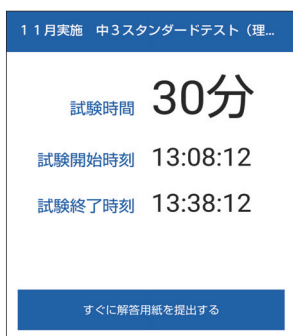 11月実施　中3スタンダードテスト（理...
試験時間 30分
試験開始時刻 13:08:12
試験終了時刻 13:38:12
すぐに解答用紙を提出する